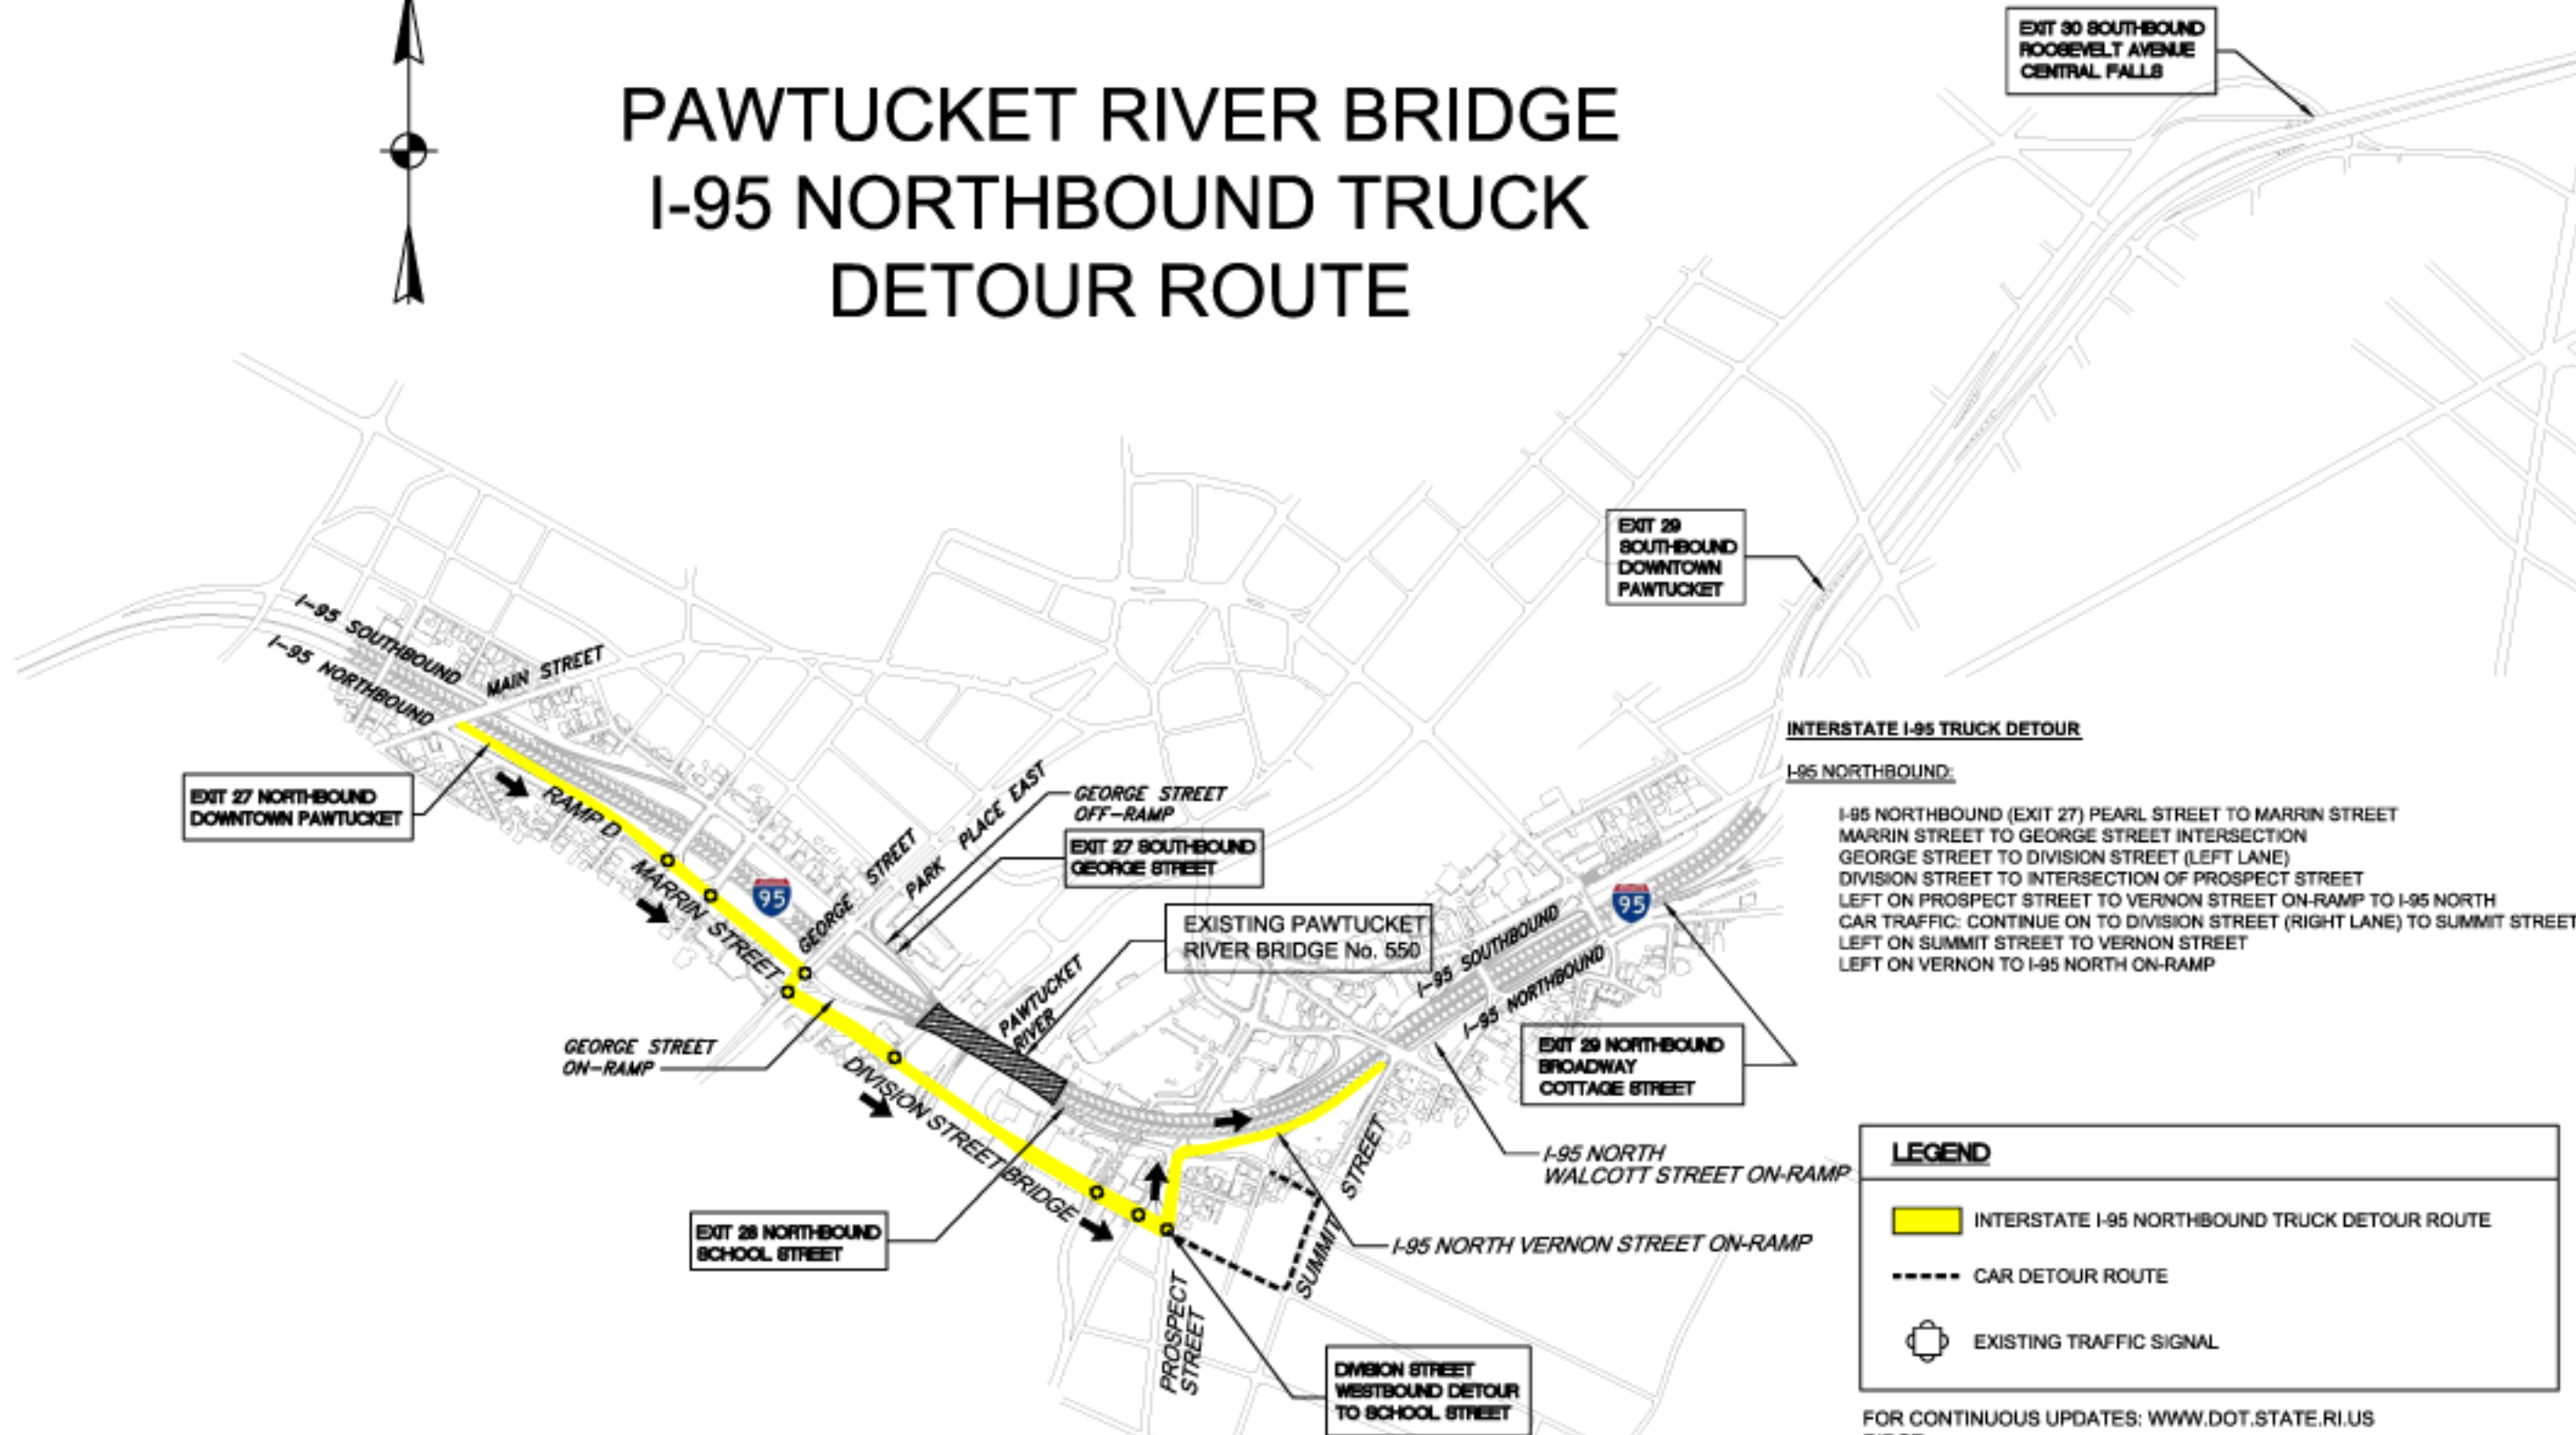 PAWTUCKET RIVER BRIDGE
I-95 NORTHBOUND TRUCK
DETOUR ROUTE
EXIT 30 SOUTHBOUND
ROOSEVELT AVENUE
CENTRAL FALLS
EXIT 29
SOUTHBOUND
DOWNTOWN
PAWTUCKET
I-95 SOUTHBOUND
I-95 NORTHBOUND
MAIN STREET
EXIT 27 NORTHBOUND
DOWNTOWN PAWTUCKET
RAMP D
MARRIN STREET
95
GEORGE STREET
PARK PLACE EAST
GEORGE STREET
OFF-RAMP
EXIT 27 SOUTHBOUND
GEORGE STREET
EXISTING PAWTUCKET
RIVER BRIDGE No. 550
PAWTUCKET
RIVER
GEORGE STREET
ON-RAMP
DIVISION STREET BRIDGE
EXIT 28 NORTHBOUND
SCHOOL STREET
I-95 SOUTHBOUND
I-95 NORTHBOUND
95
EXIT 29 NORTHBOUND
BROADWAY
COTTAGE STREET
I-95 NORTH
WALCOTT STREET ON-RAMP
I-95 NORTH VERNON STREET ON-RAMP
SUMMIT STREET
PROSPECT
STREET
DIVISION STREET
WESTBOUND DETOUR
TO SCHOOL STREET
INTERSTATE I-95 TRUCK DETOUR
I-95 NORTHBOUND:
I-95 NORTHBOUND (EXIT 27) PEARL STREET TO MARRIN STREET
MARRIN STREET TO GEORGE STREET INTERSECTION
GEORGE STREET TO DIVISION STREET (LEFT LANE)
DIVISION STREET TO INTERSECTION OF PROSPECT STREET
LEFT ON PROSPECT STREET TO VERNON STREET ON-RAMP TO I-95 NORTH
CAR TRAFFIC: CONTINUE ON TO DIVISION STREET (RIGHT LANE) TO SUMMIT STREET
LEFT ON SUMMIT STREET TO VERNON STREET
LEFT ON VERNON TO I-95 NORTH ON-RAMP
LEGEND
INTERSTATE I-95 NORTHBOUND TRUCK DETOUR ROUTE
CAR DETOUR ROUTE
EXISTING TRAFFIC SIGNAL
FOR CONTINUOUS UPDATES: WWW.DOT.STATE.RI.US